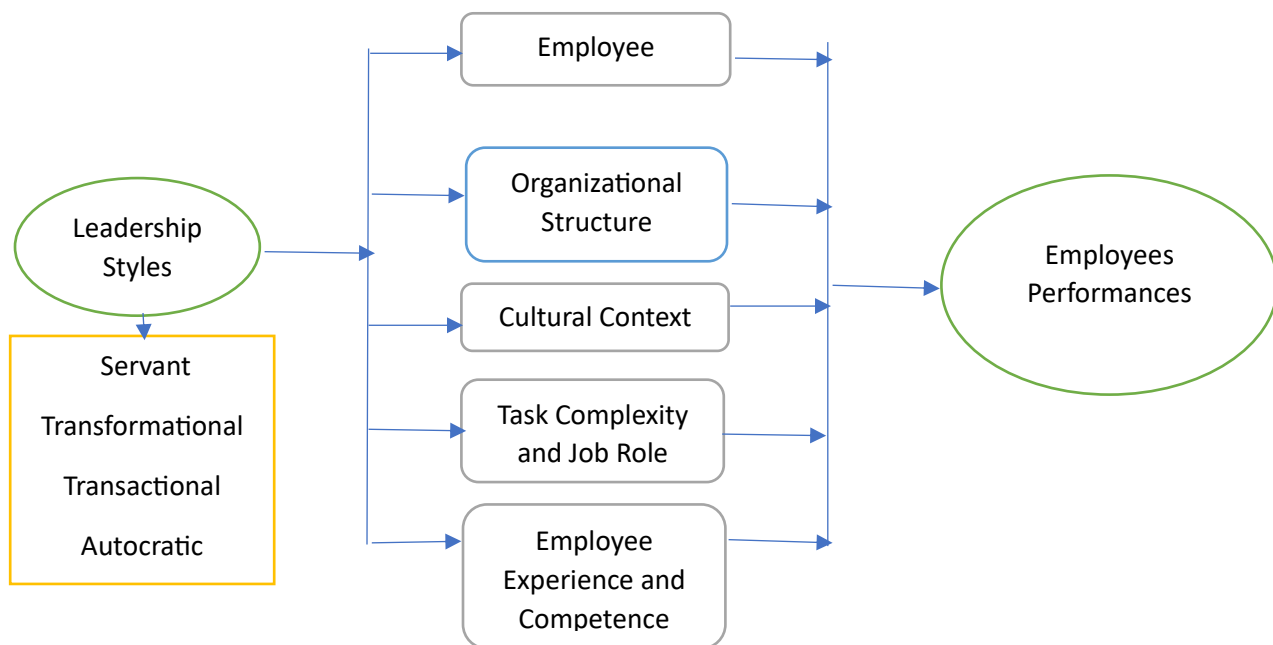 Leadership
Styles
Servant
Transformational
Transactional
Autocratic
Employee
Organizational
Structure
Cultural Context
Task Complexity
and Job Role
Employee
Experience and
Competence
Employees
Performances